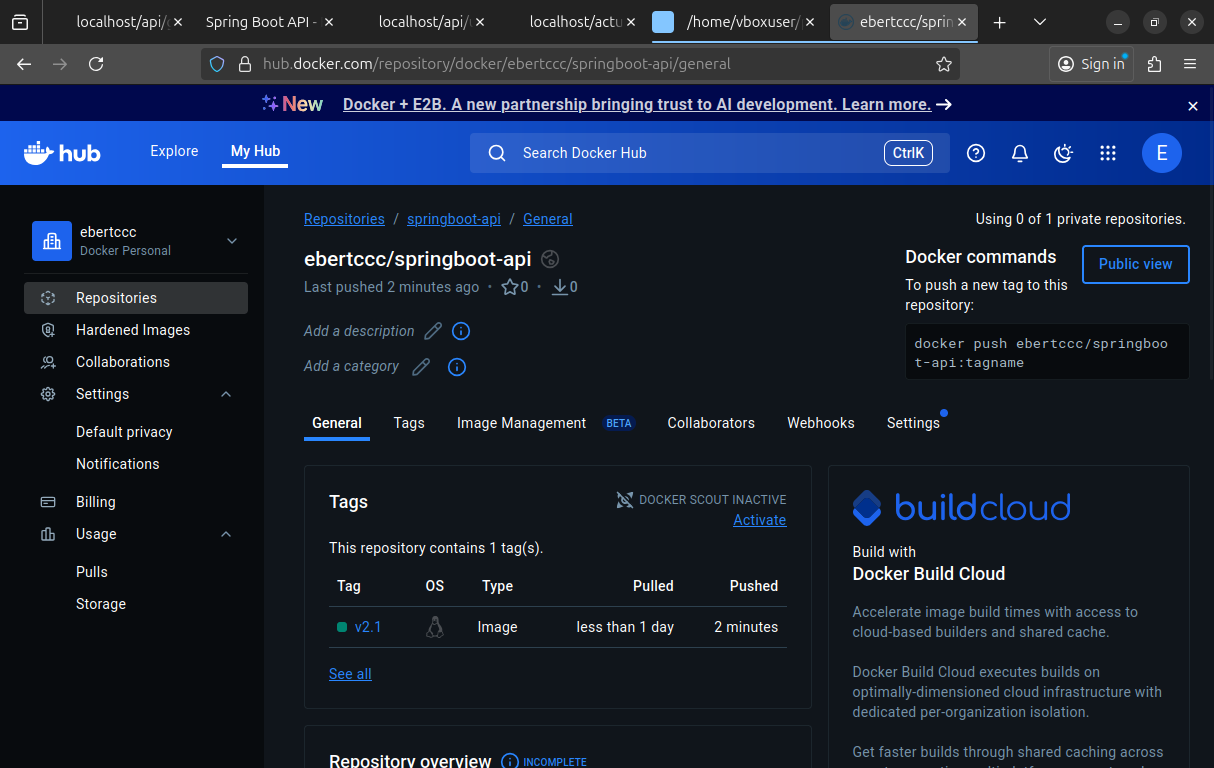 localhost/api/
Spring Boot API -
localhost/api/
localhost/actu
/home/vboxuser/
ebertccc/sprin
hub.docker.com/repository/docker/ebertccc/springboot-api/general
Sign in
New Docker + E2B. A new partnership bringing trust to AI development. Learn more. →
hub
Explore
My Hub
Search Docker Hub
CtrlK
E
ebertccc
Docker Personal
Repositories
Hardened Images
Collaborations
Settings
Default privacy
Notifications
Billing
Usage
Pulls
Storage
Repositories / springboot-api / General
Using 0 of 1 private repositories.
ebertccc/springboot-api
Last pushed 2 minutes ago • 0 • 0
Add a description
Add a category
Docker commands
Public view
To push a new tag to this
repository:
docker push ebertccc/springboo
t-api:tagname
General
Tags
Image Management BETA
Collaborators
Webhooks
Settings
Tags
DOCKER SCOUT INACTIVE
Activate
This repository contains 1 tag(s).
Tag OS Type Pulled Pushed
v2.1 Image less than 1 day 2 minutes
See all
Repository overview INCOMPLETE
buildcloud
Build with
Docker Build Cloud
Accelerate image build times with access to
cloud-based builders and shared cache.
Docker Build Cloud executes builds on
optimally-dimensioned cloud infrastructure with
dedicated per-organization isolation.
Get faster builds through shared caching across